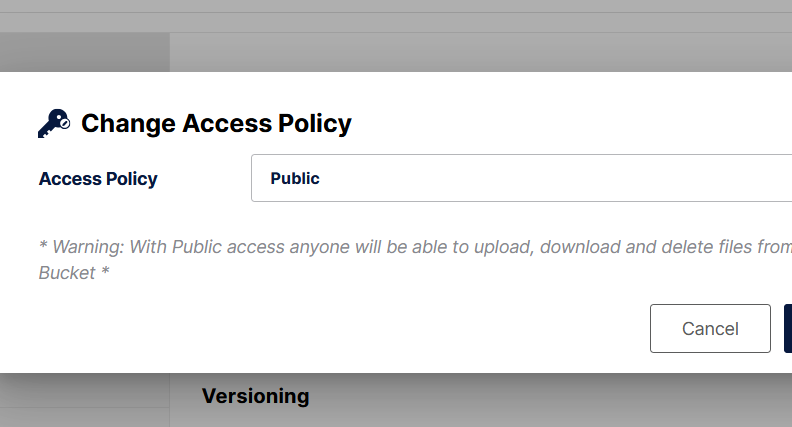 Change Access Policy
Access Policy
Public
* Warning: With Public access anyone will be able to upload, download and delete files from
Bucket *
Cancel
Versioning